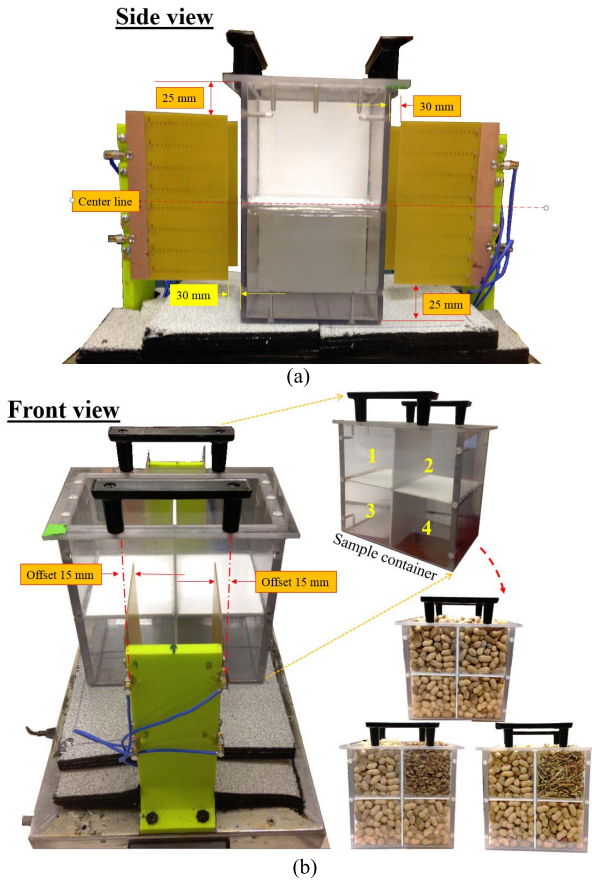 Side view
25 mm
30 mm
Center line
30 mm
25 mm
(a)
Front view
1
2
3
4
Sample container
Offset 15 mm
Offset 15 mm
(b)